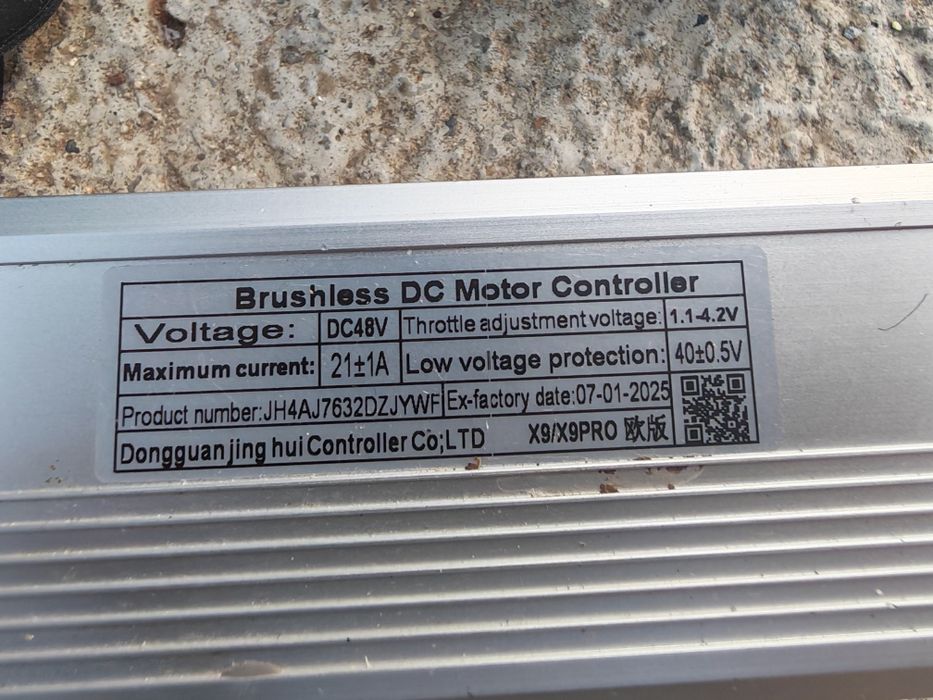 Brushless DC Motor Controller
Voltage: DC48V Throttle adjustment voltage: 1.1-4.2V
Maximum current: 21±1A Low voltage protection: 40±0.5V
Product number:JH4AJ7632DZJYWF Ex-factory date:07-01-2025
Dongguan jing hui Controller Co;LTD X9/X9PRO 欧版